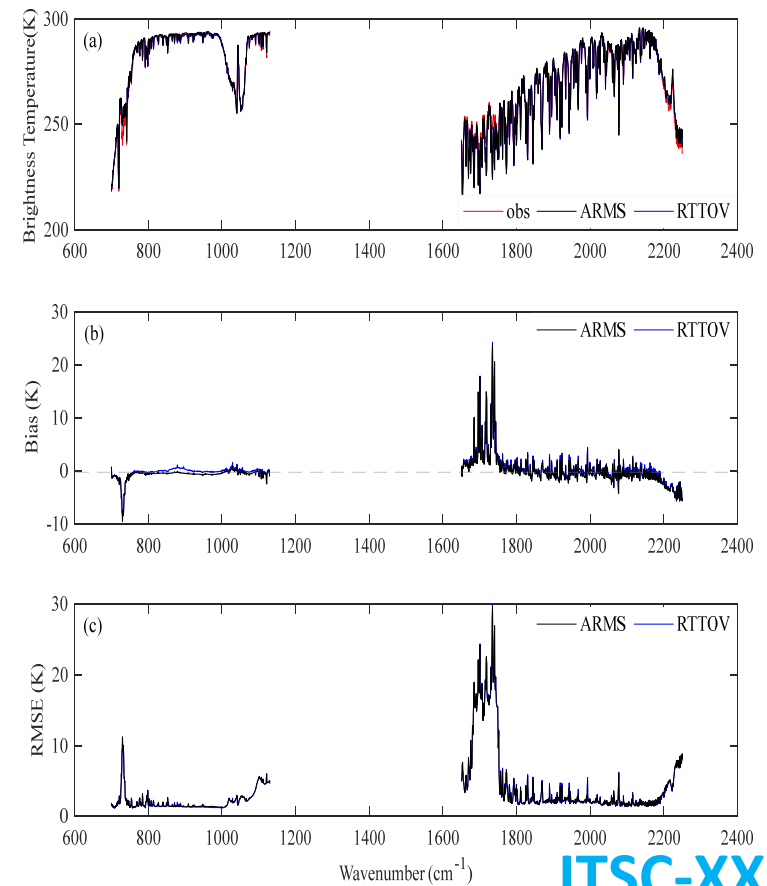 300
(a)
250
200
Brightness Temperature(K)
obs ARMS RTTOV
600 800 1000 1200 1400 1600 1800 2000 2200 2400
30
(b)
ARMS RTTOV
20
10
0
-10
Bias (K)
600 800 1000 1200 1400 1600 1800 2000 2200 2400
30
(c)
ARMS RTTOV
20
10
0
RMSE (K)
600 800 1000 1200 1400 1600 1800 2000 2200 2400
Wavenumber (cm⁻¹)
ITSC-XX